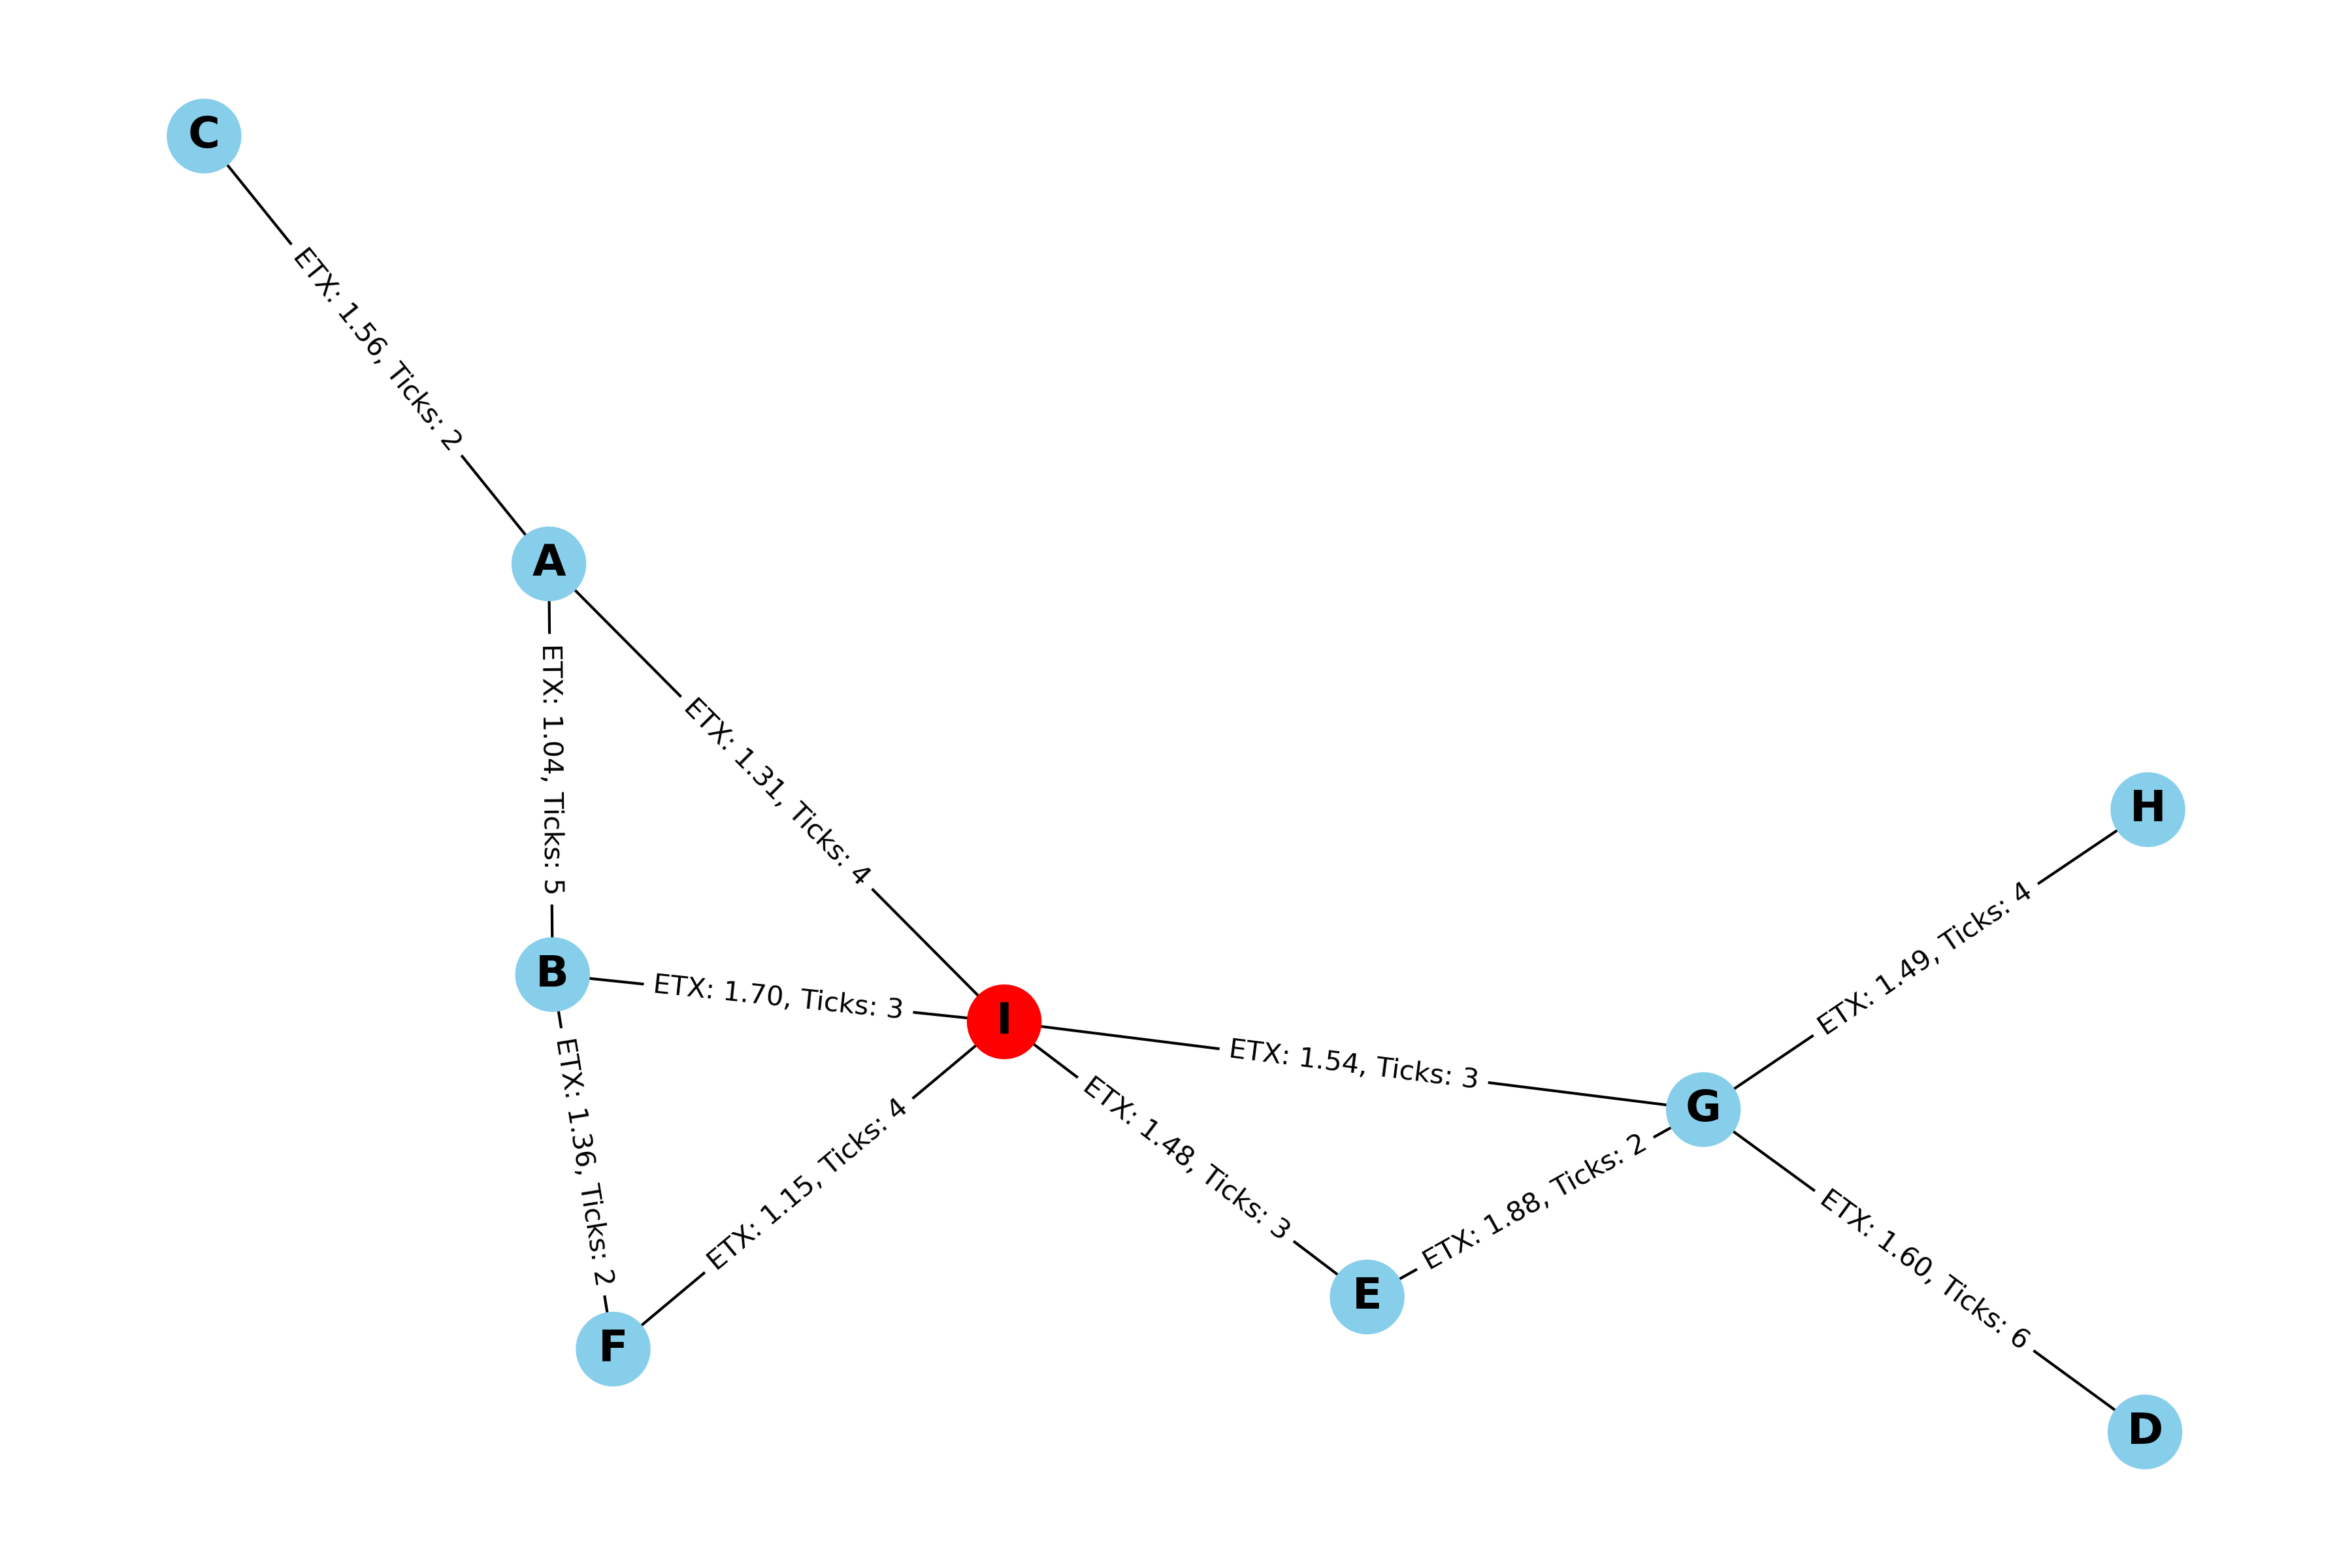 C
ETX: 1.56, Ticks: 2
A
ETX: 1.04, Ticks: 5
ETX: 1.31, Ticks: 4
H
ETX: 1.49, Ticks: 4
B
ETX: 1.70, Ticks: 3
I
ETX: 1.54, Ticks: 3
G
ETX: 1.36, Ticks: 2
ETX: 1.15, Ticks: 4
ETX: 1.48, Ticks: 3
ETX: 1.88, Ticks: 2
ETX: 1.60, Ticks: 6
E
F
D